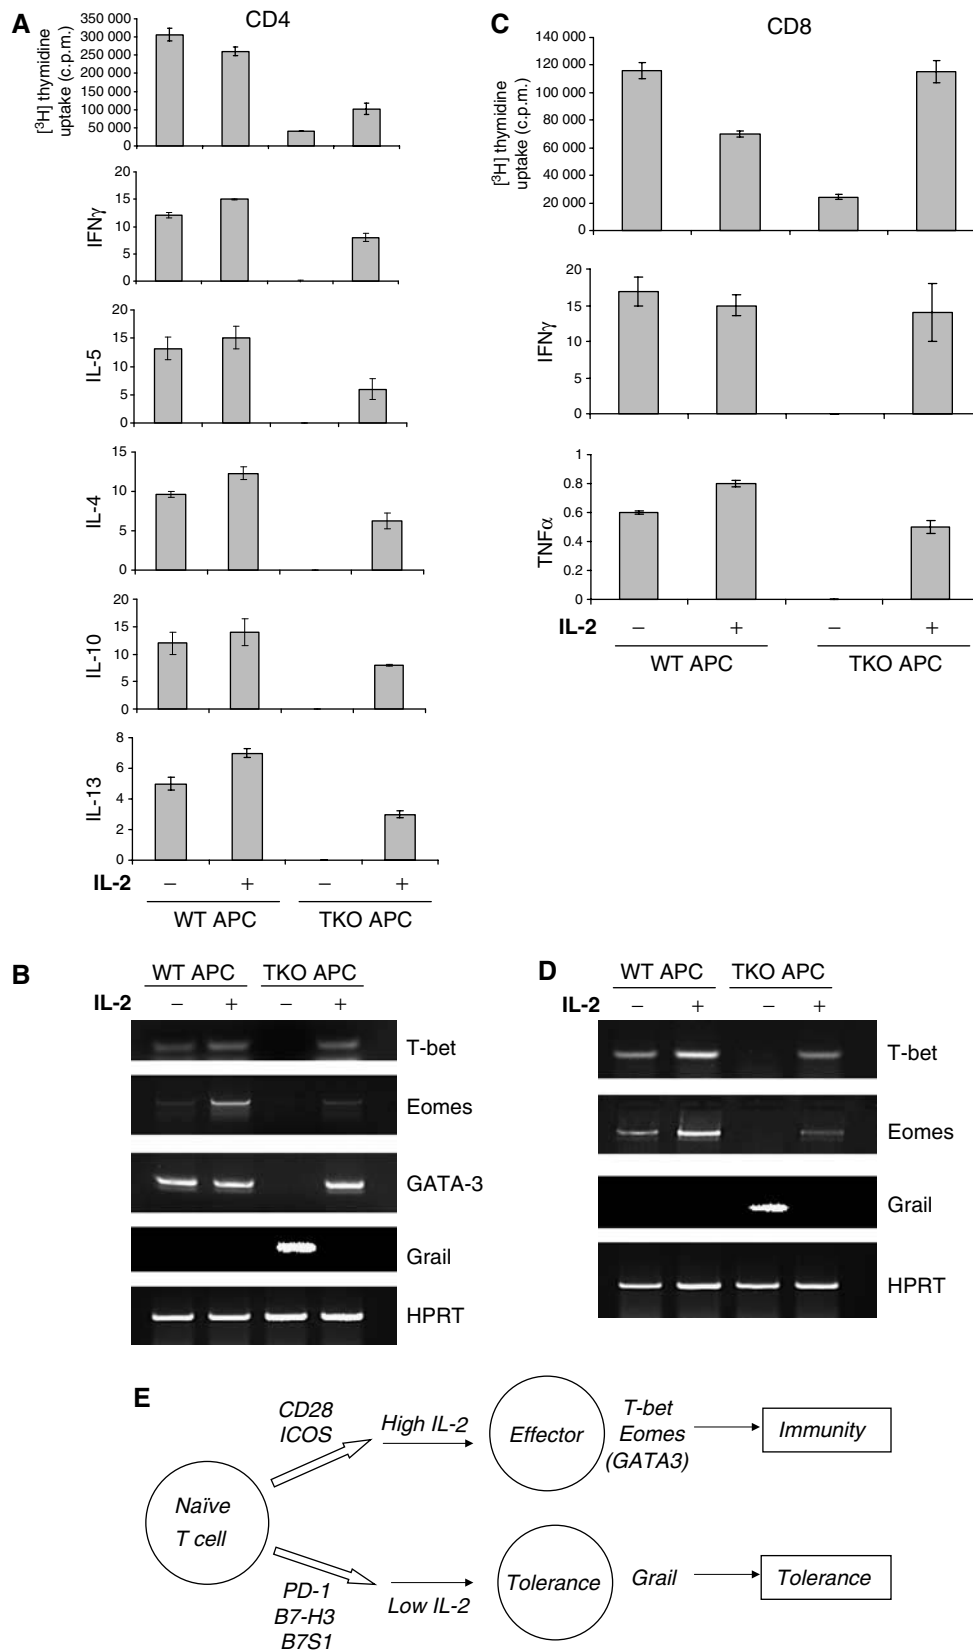 A
CD4
[³H] thymidine
uptake (c.p.m.)
350 000
300 000
250 000
200 000
150 000
100 000
50 000
0
IFNγ
20
15
10
5
0
IL-5
20
15
10
5
0
IL-4
15
10
5
0
IL-10
20
15
10
5
0
IL-13
8
6
4
2
0
IL-2 – + – +
WT APC TKO APC
C
CD8
[³H] thymidine
uptake (c.p.m.)
140 000
120 000
100 000
80 000
60 000
40 000
20 000
0
IFNγ
20
15
10
5
0
TNFα
1
0.8
0.6
0.4
0.2
0
IL-2 – + – +
WT APC TKO APC
B
WT APC TKO APC
IL-2 – + – +
T-bet
Eomes
GATA-3
Grail
HPRT
D
WT APC TKO APC
IL-2 – + – +
T-bet
Eomes
Grail
HPRT
E
Naïve
T cell
CD28
ICOS
High IL-2
Effector
T-bet
Eomes
(GATA3)
Immunity
PD-1
B7-H3
B7S1
Low IL-2
Tolerance
Grail
Tolerance